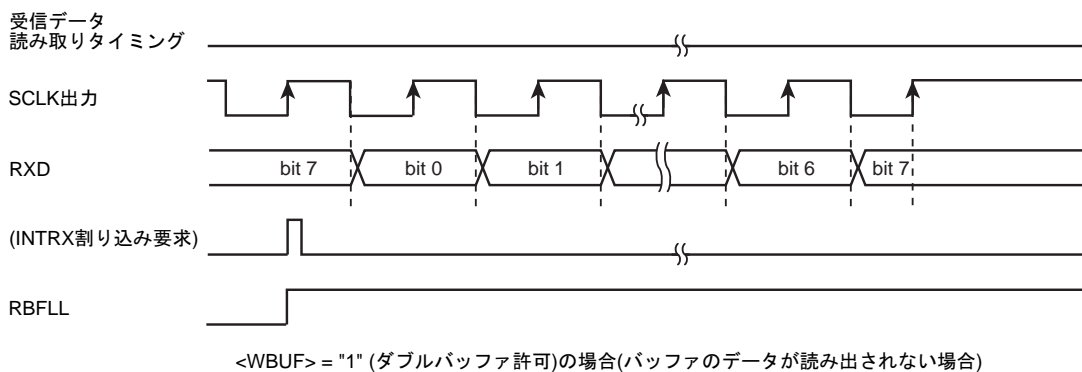 受信データ
読み取りタイミング
SCLK出力
RXD
bit 7
bit 0
bit 1
bit 6
bit 7
(INTRX割り込み要求)
RBFLL
<WBUF> = "1" (ダブルバッファ許可)の場合(バッファのデータが読み出されない場合)